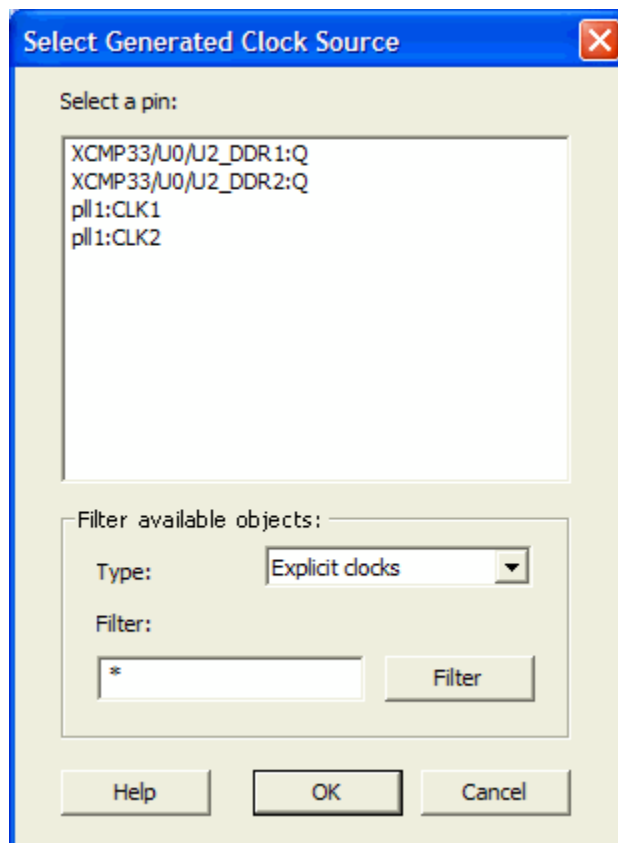 Select Generated Clock Source
Select a pin:
XCMP33/U0/U2_DDR1:Q
XCMP33/U0/U2_DDR2:Q
pll1:CLK1
pll1:CLK2
Filter available objects:
Type: Explicit clocks
Filter:
* Filter
Help OK Cancel